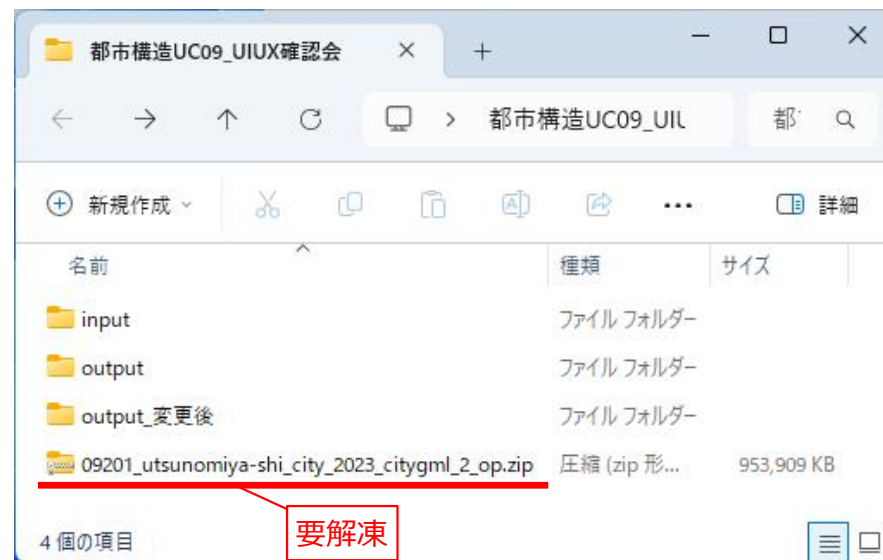 都市構造UC09_UIUX確認会
都市構造UC09_UIL
都
新規作成
詳細
名前 種類 サイズ
input ファイル フォルダー
output ファイル フォルダー
output_変更後 ファイル フォルダー
09201_utsunomiya-shi_city_2023_citygml_2_op.zip 圧縮 (zip 形... 953,909 KB
要解凍
4 個の項目